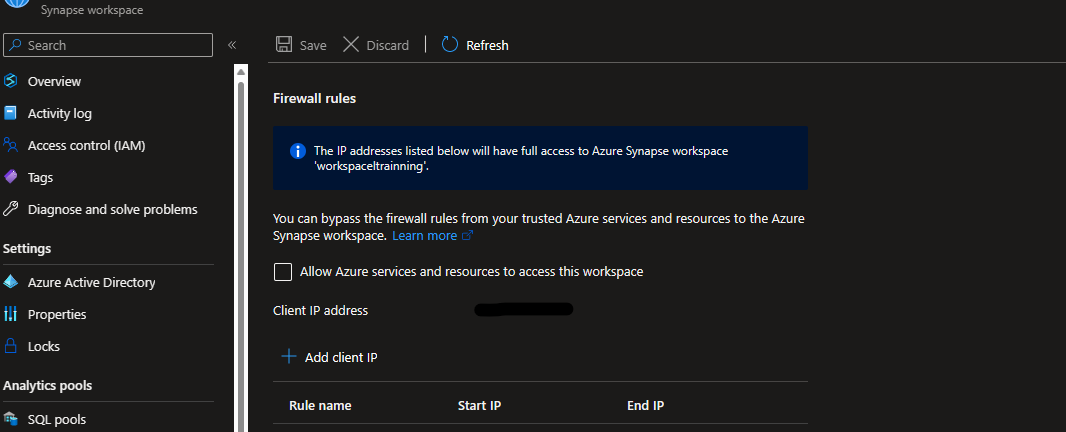 Synapse workspace
Search
«
Overview
Activity log
Access control (IAM)
Tags
Diagnose and solve problems
Settings
Azure Active Directory
Properties
Locks
Analytics pools
SQL pools
Save
Discard
Refresh
Firewall rules
The IP addresses listed below will have full access to Azure Synapse workspace
'workspaceltrainning'.
You can bypass the firewall rules from your trusted Azure services and resources to the Azure
Synapse workspace. Learn more
Allow Azure services and resources to access this workspace
Client IP address
Add client IP
Rule name Start IP End IP